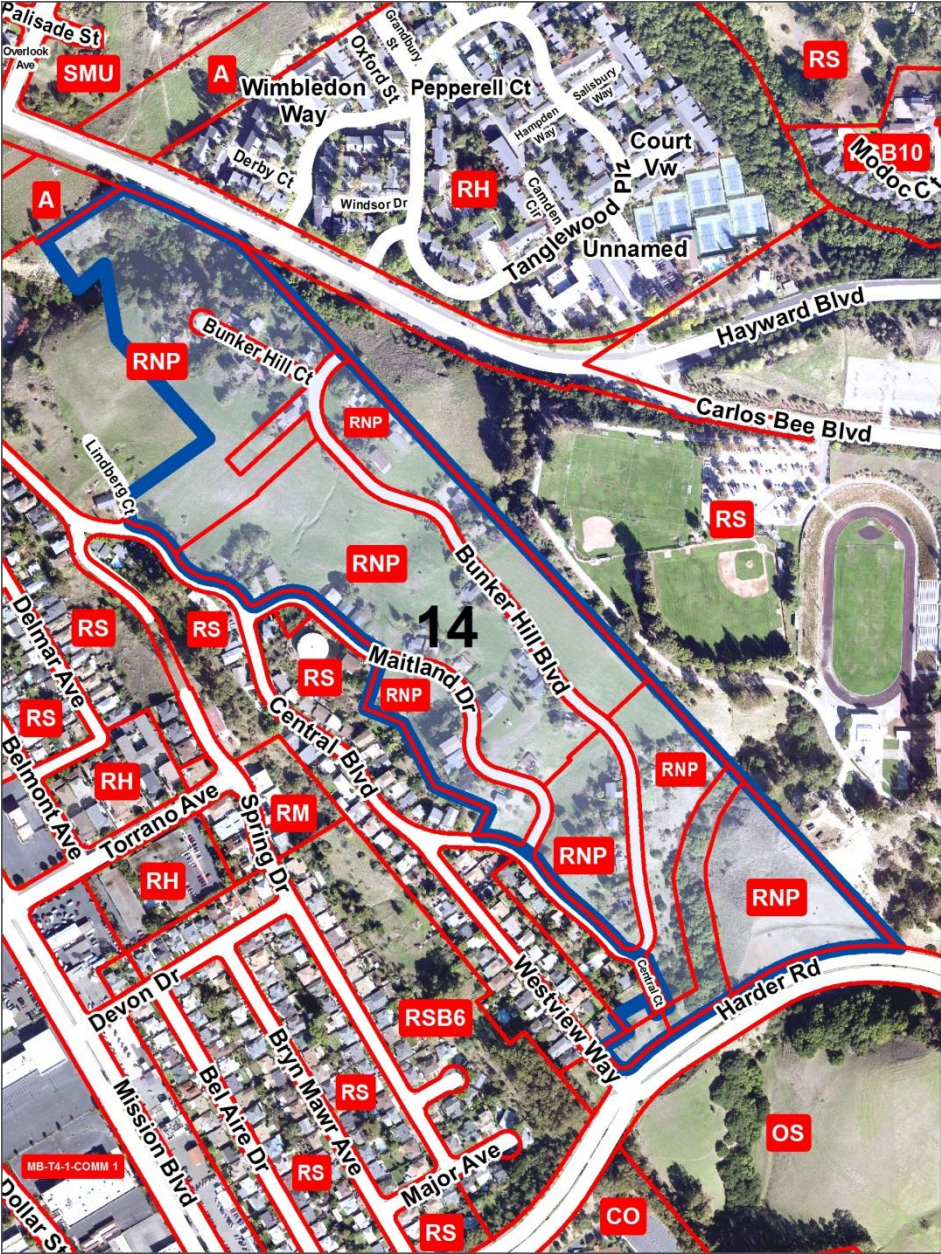 Palisade St
Overlook
Ave
SMU
A
Wimbledon
Way
Oxford St
Grandbury
St
Pepperell Ct
Salisbury
Way
Hampden
Way
RS
Modoc Ct
Derby Ct
Windsor Dr
RH
Camden
Cir
Court
Vw
Tanglewood Plz
Unnamed
A
Hayward Blvd
Carlos Bee Blvd
RNP
Bunker Hill Ct
RNP
Lindberg Ct
RS
RNP
Bunker Hill Blvd
14
Delmar Ave
RS
RS
RS
Maitland Dr
RNP
RS
Belmont Ave
RH
Central Blvd
Torrano Ave
Spring Dr
RM
RNP
RH
RNP
RNP
Devon Dr
Central Ct
Harder Rd
Westview Way
RSB6
Mission Blvd
Bel Aire Dr
Bryn Mawr Ave
RS
RS
Major Ave
OS
MB-T4-1-COMM 1
Dollar St
RS
CO